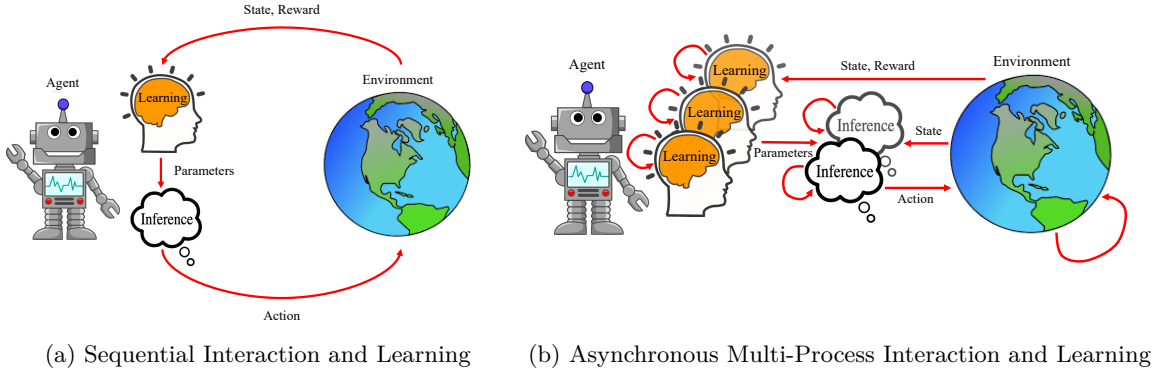 State, Reward
Agent
Learning
Environment
Parameters
Inference
Action
(a) Sequential Interaction and Learning
Agent
Learning
Learning
Learning
State, Reward
Environment
Inference
State
Parameters
Inference
Action
(b) Asynchronous Multi-Process Interaction and Learning